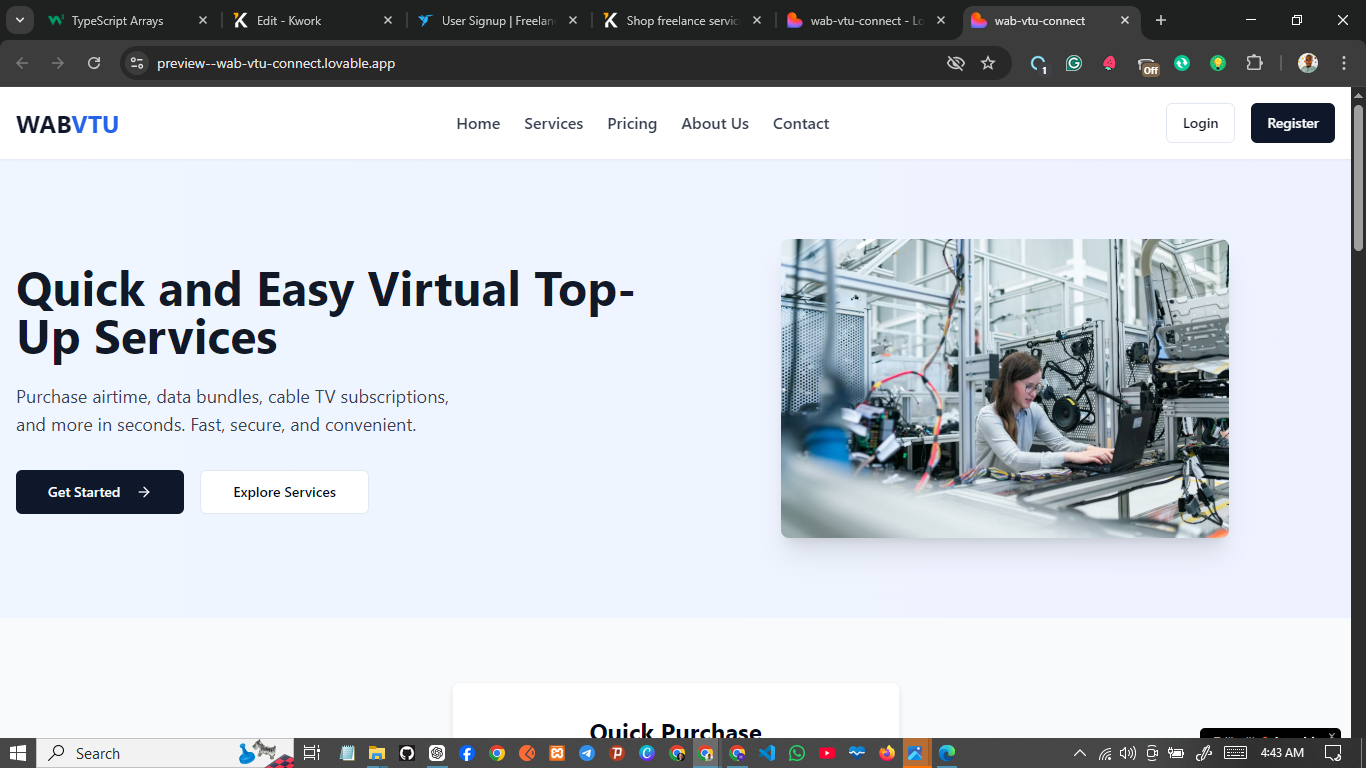 TypeScript Arrays
Edit - Kwork
User Signup | Freelan
Shop freelance servic
wab-vtu-connect - Lo
wab-vtu-connect
preview--wab-vtu-connect.lovable.app
1
Off
WABVTU
Home
Services
Pricing
About Us
Contact
Login
Register
Quick and Easy Virtual Top-
Up Services
Purchase airtime, data bundles, cable TV subscriptions,
and more in seconds. Fast, secure, and convenient.
Get Started
Explore Services
Quick Purchase
Search
4:43 AM